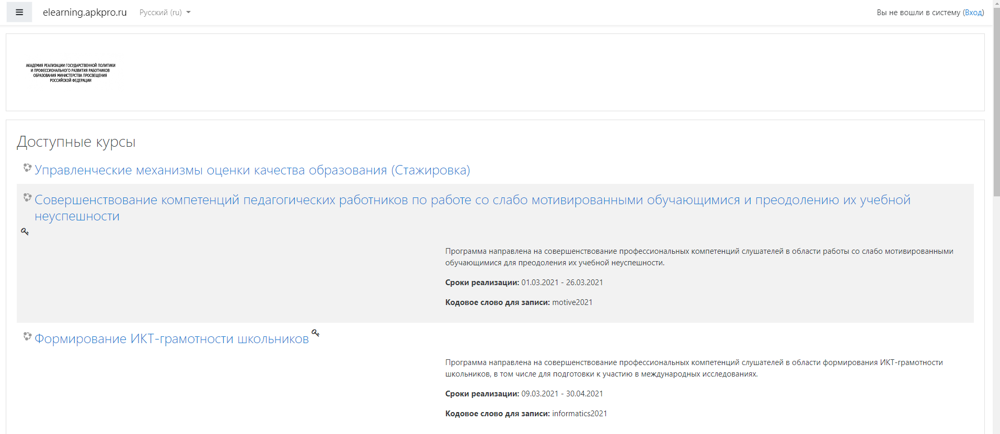 elearning.apkpro.ru
Русский (ru)
Вы не вошли в систему (Вход)
АКАДЕМИЯ РЕАЛИЗАЦИИ ГОСУДАРСТВЕННОЙ ПОЛИТИКИ
И ПРОФЕССИОНАЛЬНОГО РАЗВИТИЯ РАБОТНИКОВ
ОБРАЗОВАНИЯ МИНИСТЕРСТВА ПРОСВЕЩЕНИЯ
РОССИЙСКОЙ ФЕДЕРАЦИИ
Доступные курсы
Управленческие механизмы оценки качества образования (Стажировка)
Совершенствование компетенций педагогических работников по работе со слабо мотивированными обучающимися и преодолению их учебной
неуспешности
Программа направлена на совершенствование профессиональных компетенций слушателей в области работы со слабо мотивированными
обучающимися для преодоления их учебной неуспешности.
Сроки реализации: 01.03.2021 - 26.03.2021
Кодовое слово для записи: motive2021
Формирование ИКТ-грамотности школьников
Программа направлена на совершенствование профессиональных компетенций слушателей в области формирования ИКТ-грамотности
школьников, в том числе для подготовки к участию в международных исследованиях.
Сроки реализации: 09.03.2021 - 30.04.2021
Кодовое слово для записи: informatics2021